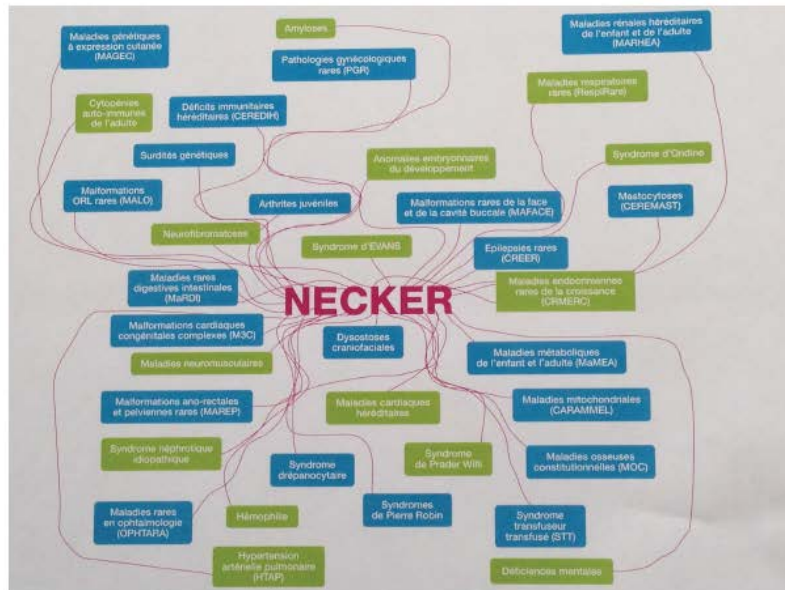 Amyloses
Maladies génétiques
à expression cutanée
(MAGEC)
Maladies rénales héréditaires
de l'enfant et de l'adulte
(MARHEA)
Pathologies gynécologiques
rares (PGR)
Maladies respiratoires
rares (RespiRare)
Cytopénies
auto-immunes
de l'adulte
Déficits immunitaires
héréditaires (CEREDIH)
Surdités génétiques
Anomalies embryonnaires
du développement
Syndrome d'Ondine
Malformations
ORL rares (MALO)
Arthrites juvéniles
Malformations rares de la face
et de la cavité buccale (MAFACE)
Mastocytoses
(CEREMAST)
Neurofibromatoses
Syndrome d'EVANS
Epilepsies rares
(CREER)
Maladies rares
digestives intestinales
(MaRDI)
NECKER
Maladies endocriniennes
rares de la croissance
(CRMERC)
Malformations cardiaques
congénitales complexes (M3C)
Dysostoses
craniofaciales
Maladies métaboliques
de l'enfant et l'adulté (MaMEA)
Maladies neuromusculaires
Malformations ano-rectales
et pelviennes rares (MAREP)
Maladies cardiaques
héréditaires
Maladies mitochondriales
(CARAMMEL)
Syndrome néphrotique
idiopathique
Syndrome
drépanocytaire
Syndrome
de Prader Willi
Maladies osseuses
constitutionnelles (MOC)
Maladies rares
en ophtalmologie
(OPHTARA)
Hémophilie
Syndromes
de Pierre Robin
Syndrome
transfuseur
transfusé (STT)
Hypertension
artérielle pulmonaire
(HTAP)
Déficiences mentales